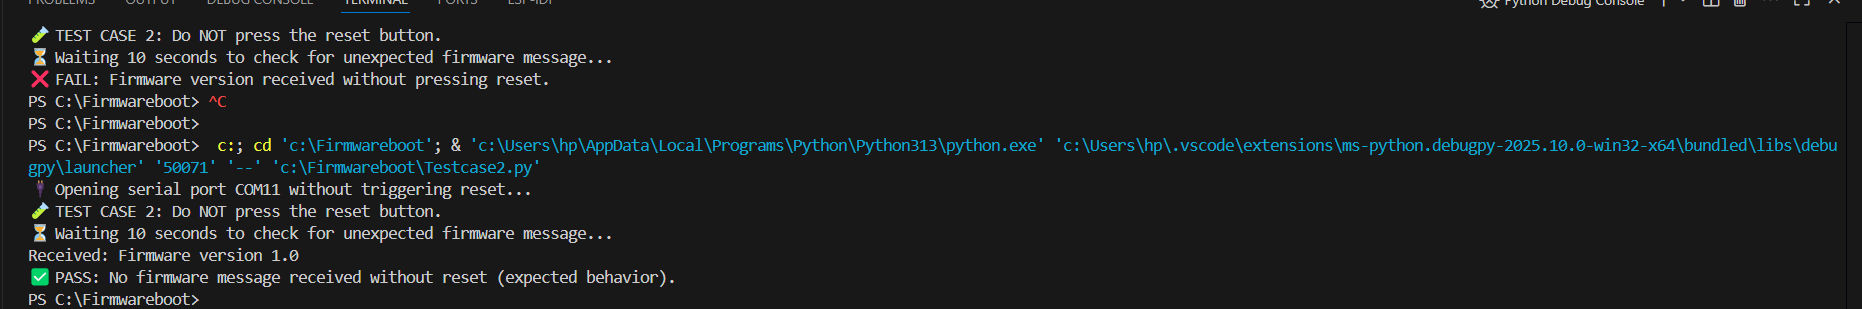 PROBLEMS OUTPUT DEBUG CONSOLE TERMINAL PORTS ESP-IDF Python Debug Console
TEST CASE 2: Do NOT press the reset button.
Waiting 10 seconds to check for unexpected firmware message...
FAIL: Firmware version received without pressing reset.
PS C:\Firmwareboot> ^C
PS C:\Firmwareboot>
PS C:\Firmwareboot>  c:; cd 'c:\Firmwareboot'; & 'c:\Users\hp\AppData\Local\Programs\Python\Python313\python.exe' 'c:\Users\hp\.vscode\extensions\ms-python.debugpy-2025.10.0-win32-x64\bundled\libs\debu
gpy\launcher' '50071' '--' 'c:\Firmwareboot\Testcase2.py'
Opening serial port COM11 without triggering reset...
TEST CASE 2: Do NOT press the reset button.
Waiting 10 seconds to check for unexpected firmware message...
Received: Firmware version 1.0
PASS: No firmware message received without reset (expected behavior).
PS C:\Firmwareboot>